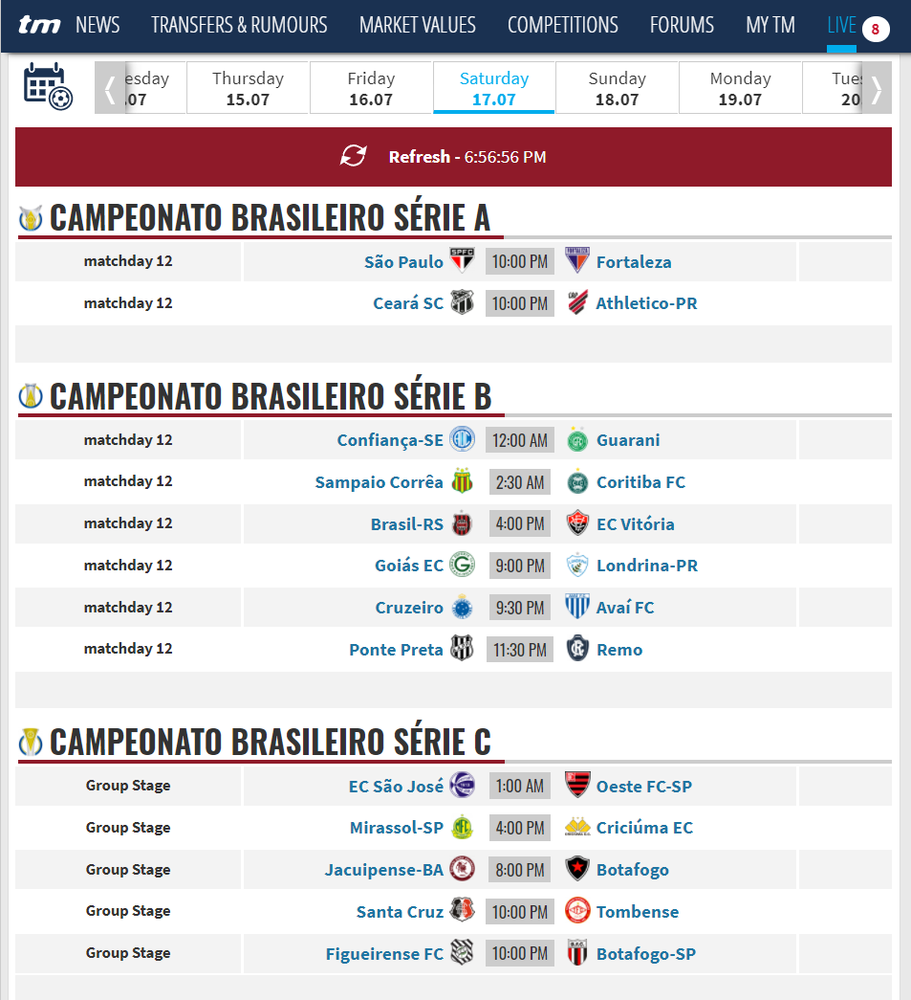 tm NEWS TRANSFERS & RUMOURS MARKET VALUES COMPETITIONS FORUMS MY TM LIVE 8
esday Thursday Friday Saturday Sunday Monday Tues
.07 15.07 16.07 17.07 18.07 19.07 20
Refresh - 6:56:56 PM
CAMPEONATO BRASILEIRO SÉRIE A
matchday 12 São Paulo SPFC 10:00 PM FORTALEZA Fortaleza
matchday 12 Ceará SC 10:00 PM CAP Athletico-PR
CAMPEONATO BRASILEIRO SÉRIE B
matchday 12 Confiança-SE 12:00 AM Guarani
matchday 12 Sampaio Corrêa 2:30 AM Coritiba FC
matchday 12 Brasil-RS 4:00 PM EC Vitória
matchday 12 Goiás EC 9:00 PM Londrina-PR
matchday 12 Cruzeiro 9:30 PM Avaí FC
matchday 12 Ponte Preta 11:30 PM Remo
CAMPEONATO BRASILEIRO SÉRIE C
Group Stage EC São José 1:00 AM Oeste FC-SP
Group Stage Mirassol-SP 4:00 PM Criciúma EC
Group Stage Jacuipense-BA 8:00 PM Botafogo
Group Stage Santa Cruz 10:00 PM Tombense
Group Stage Figueirense FC 10:00 PM Botafogo-SP